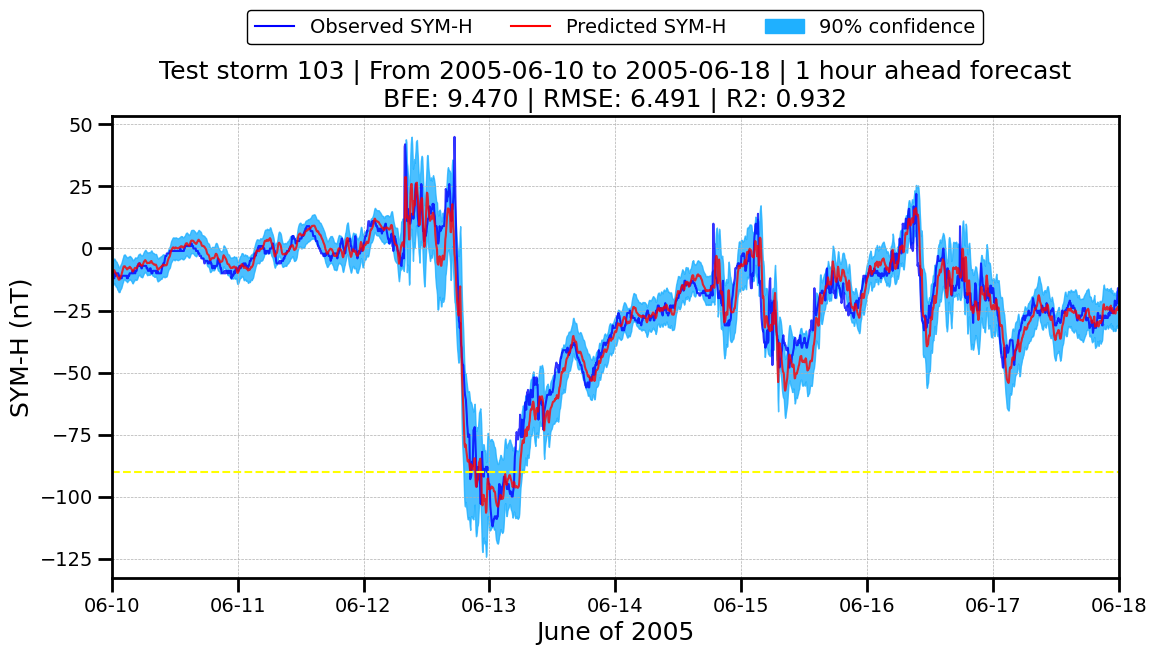 Observed SYM-H Predicted SYM-H 90% confidence
Test storm 103 | From 2005-06-10 to 2005-06-18 | 1 hour ahead forecast
BFE: 9.470 | RMSE: 6.491 | R2: 0.932
SYM-H (nT)
50
25
0
−25
−50
−75
−100
−125
06-10 06-11 06-12 06-13 06-14 06-15 06-16 06-17 06-18
June of 2005